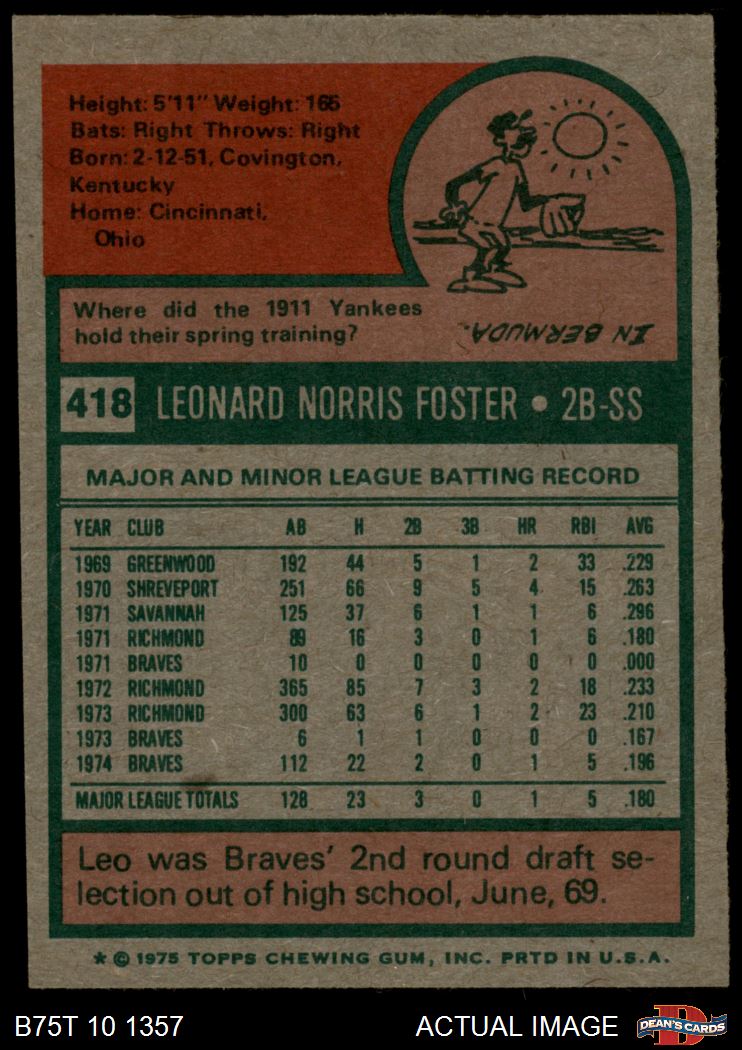 Height: 5'11" Weight: 165
Bats: Right Throws: Right
Born: 2-12-51, Covington,
Kentucky
Home: Cincinnati,
Ohio
Where did the 1911 Yankees
hold their spring training?
IN BERMUDA.
418 LEONARD NORRIS FOSTER • 2B-SS
MAJOR AND MINOR LEAGUE BATTING RECORD
YEAR CLUB AB H 2B 3B HR RBI AVG
1969 GREENWOOD 192 44 5 1 2 33 .229
1970 SHREVEPORT 251 66 9 5 4 15 .263
1971 SAVANNAH 125 37 6 1 1 6 .296
1971 RICHMOND 89 16 3 0 1 6 .180
1971 BRAVES 10 0 0 0 0 0 .000
1972 RICHMOND 365 85 7 3 2 18 .233
1973 RICHMOND 300 63 6 1 2 23 .210
1973 BRAVES 6 1 1 0 0 0 .167
1974 BRAVES 112 22 2 0 1 5 .196
MAJOR LEAGUE TOTALS 128 23 3 0 1 5 .180
Leo was Braves' 2nd round draft se-
lection out of high school, June, 69.
* © 1975 TOPPS CHEWING GUM, INC. PRTD IN U.S.A.
B75T 10 1357 ACTUAL IMAGE DEAN'S CARDS